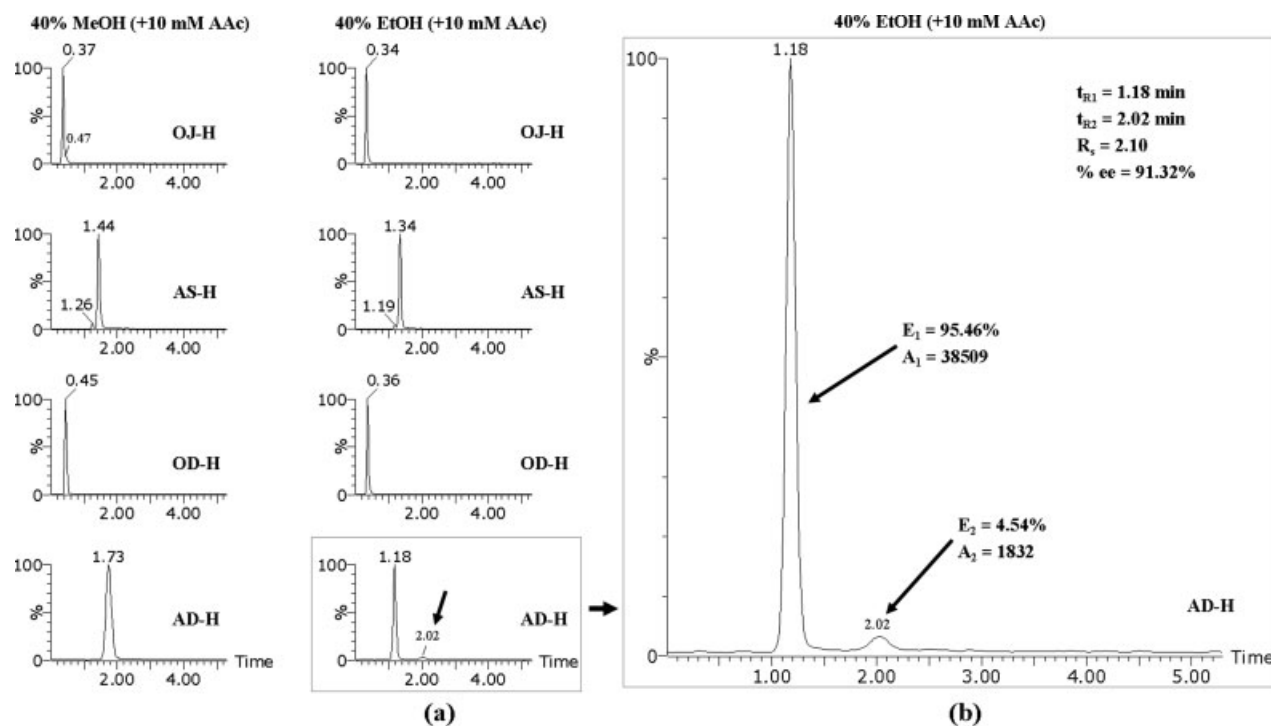 40% MeOH (+10 mM AAc)
0.37
100
%
0.47
OJ-H
0
2.00 4.00
1.44
100
%
1.26
AS-H
0
2.00 4.00
0.45
100
%
OD-H
0
2.00 4.00
1.73
100
%
AD-H
0
Time
2.00 4.00
40% EtOH (+10 mM AAc)
0.34
100
%
OJ-H
0
2.00 4.00
1.34
100
%
1.19
AS-H
0
2.00 4.00
0.36
100
%
OD-H
0
2.00 4.00
1.18
100
%
2.02
AD-H
0
Time
2.00 4.00
(a)
40% EtOH (+10 mM AAc)
1.18
100
%
tR1 = 1.18 min
tR2 = 2.02 min
Rs = 2.10
% ee = 91.32%
E1 = 95.46%
A1 = 38509
E2 = 4.54%
A2 = 1832
2.02
AD-H
0
Time
1.00 2.00 3.00 4.00 5.00
(b)